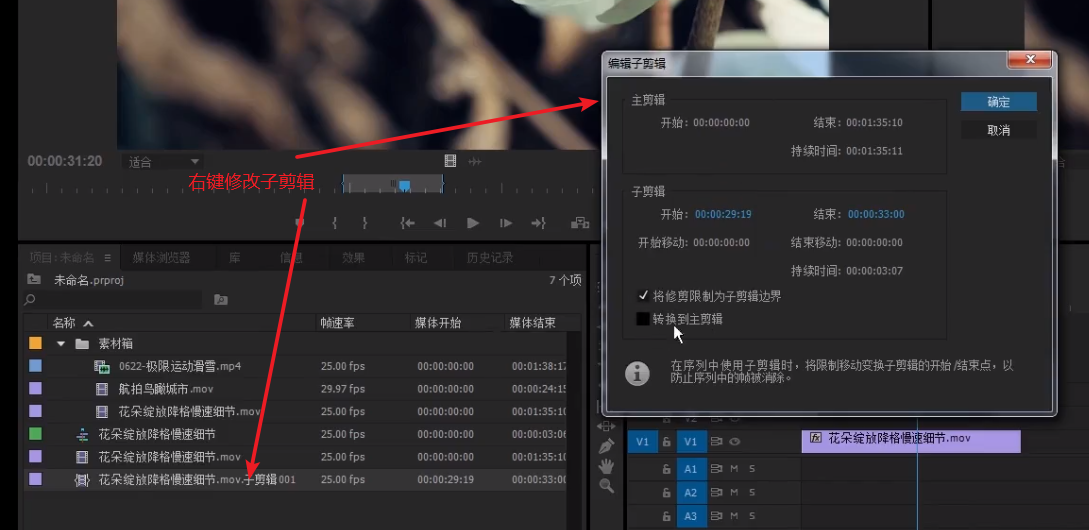 编辑子剪辑
主剪辑
开始: 00:00:00:00
结束: 00:01:35:10
持续时间: 00:01:35:11
确定
取消
00:00:31:20
适合
右键修改子剪辑
子剪辑
开始: 00:00:29:19
结束: 00:00:33:00
开始移动: 00:00:00:00
结束移动: 00:00:00:00
持续时间: 00:00:03:07
将修剪限制为子剪辑边界
转换到主剪辑
在序列中使用子剪辑时，将限制移动变换子剪辑的开始/结束点，以
防止序列中的帧被消除。
项目: 未命名
媒体浏览器
库
信息
效果
标记
历史记录
未命名.prproj
7 个项
名称
帧速率
媒体开始
媒体结束
素材箱
0622-极限运动滑雪.mp4 25.00 fps 00:00:00:00 00:01:38:17
航拍鸟瞰城市.mov 29.97 fps 00:00:00:00 00:00:24:15
花朵绽放降格慢速细节.mov 25.00 fps 00:00:00:00 00:01:35:10
花朵绽放降格慢速细节 25.00 fps 00:00:00:00 00:00:03:06
花朵绽放降格慢速细节.mov 25.00 fps 00:00:00:00 00:01:35:10
花朵绽放降格慢速细节.mov.子剪辑001 25.00 fps 00:00:29:19 00:00:33:00
V1 V1 fx 花朵绽放降格慢速细节.mov
A1 M S
A2 M S
A3 M S